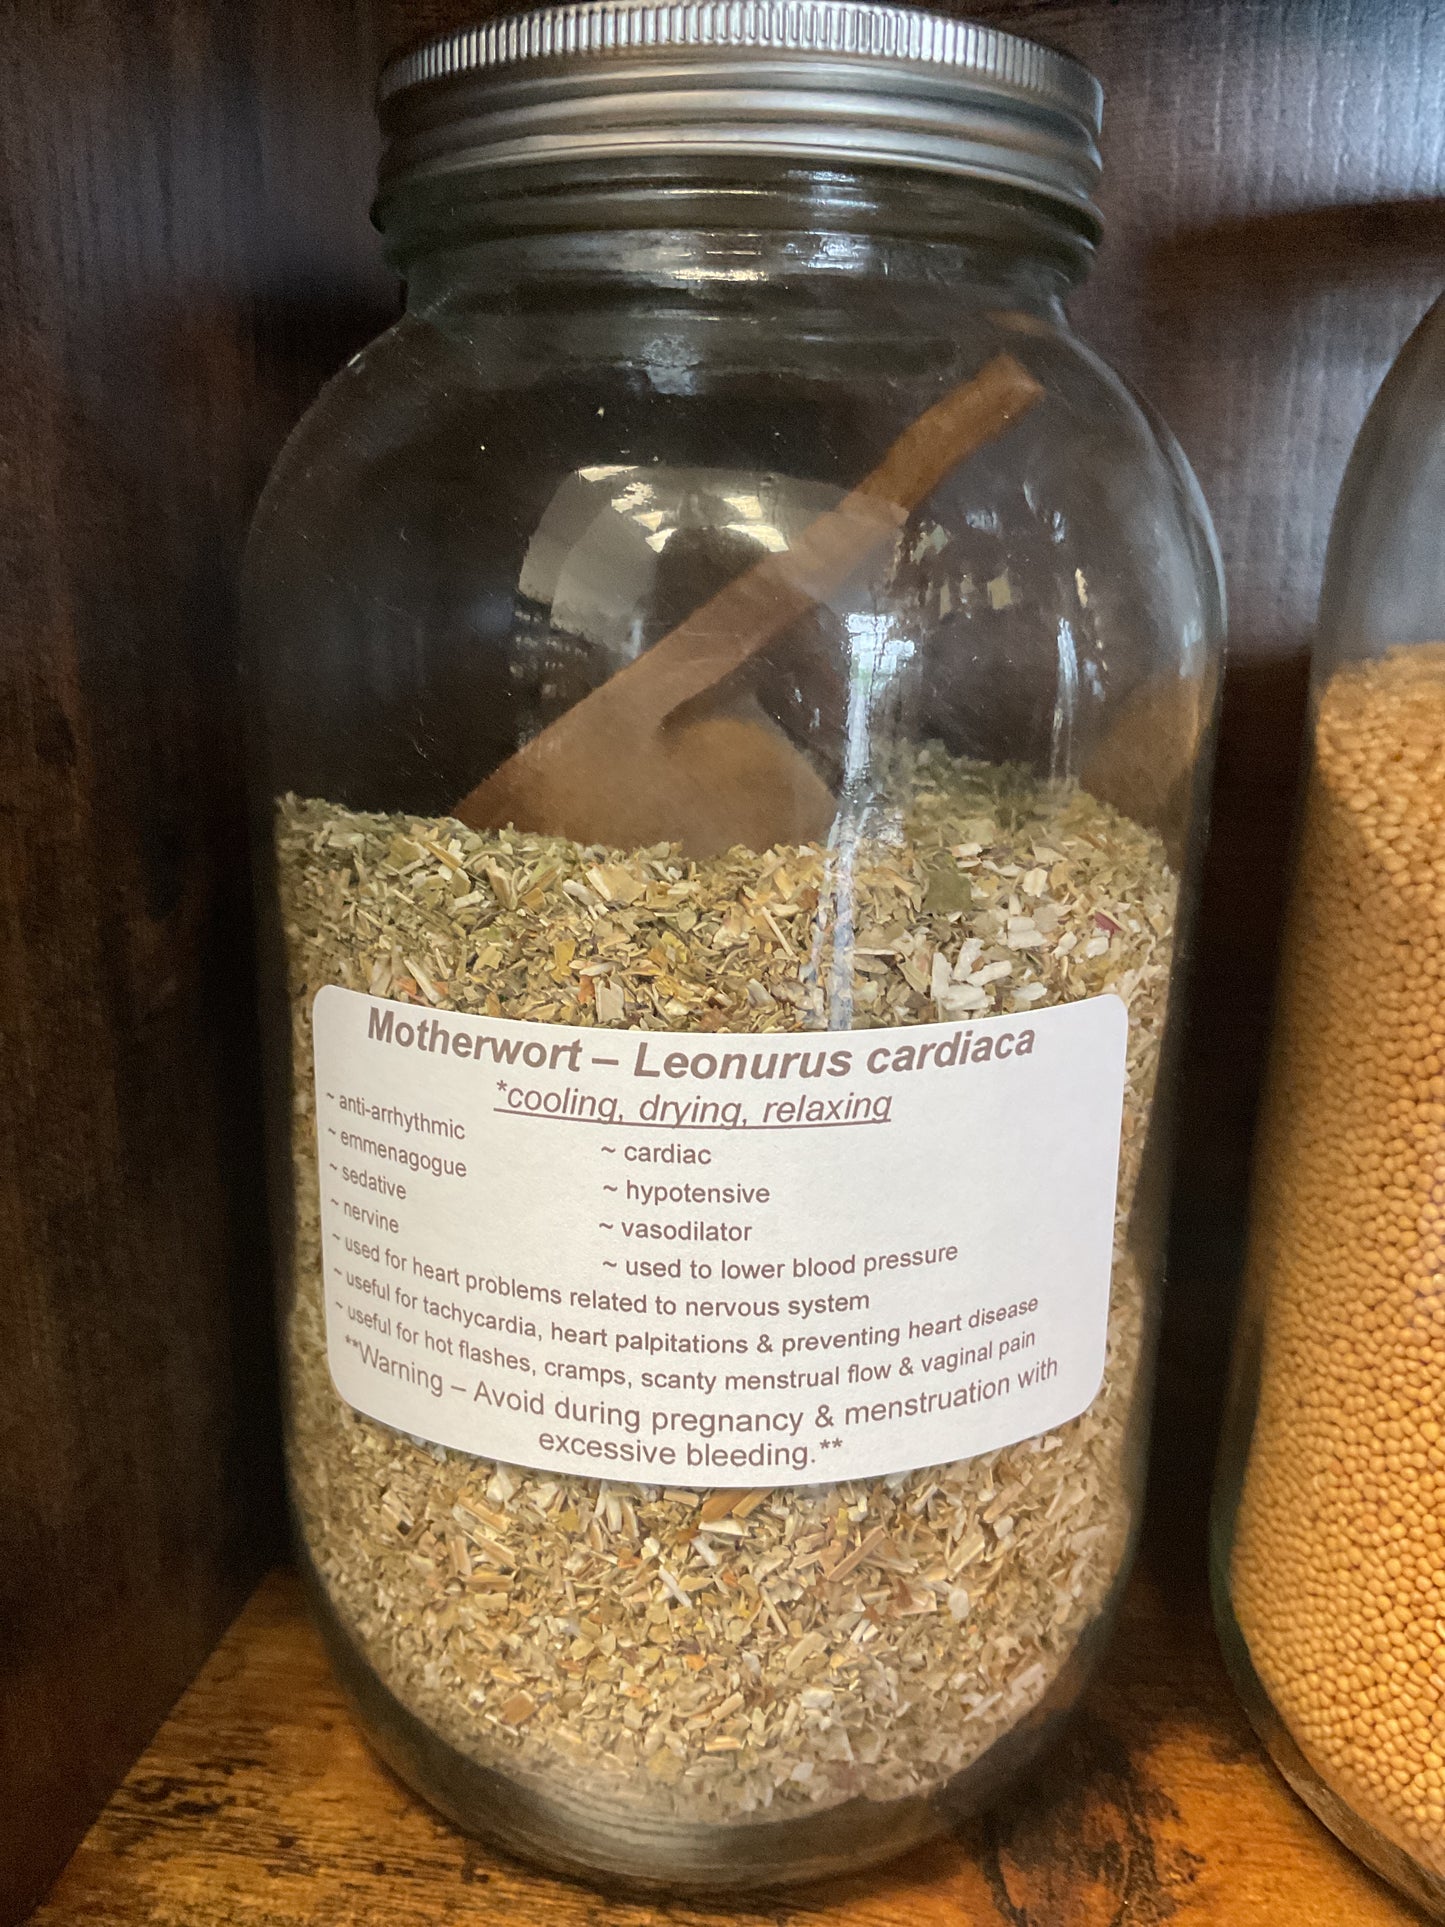 Motherwort – Leonurus cardiaca
*cooling, drying, relaxing
~ anti-arrhythmic
~ emmenagogue
~ sedative
~ nervine
~ cardiac
~ hypotensive
~ vasodilator
~ used to lower blood pressure
~ used for heart problems related to nervous system
~ useful for tachycardia, heart palpitations & preventing heart disease
~ useful for hot flashes, cramps, scanty menstrual flow & vaginal pain
**Warning – Avoid during pregnancy & menstruation with
excessive bleeding.**